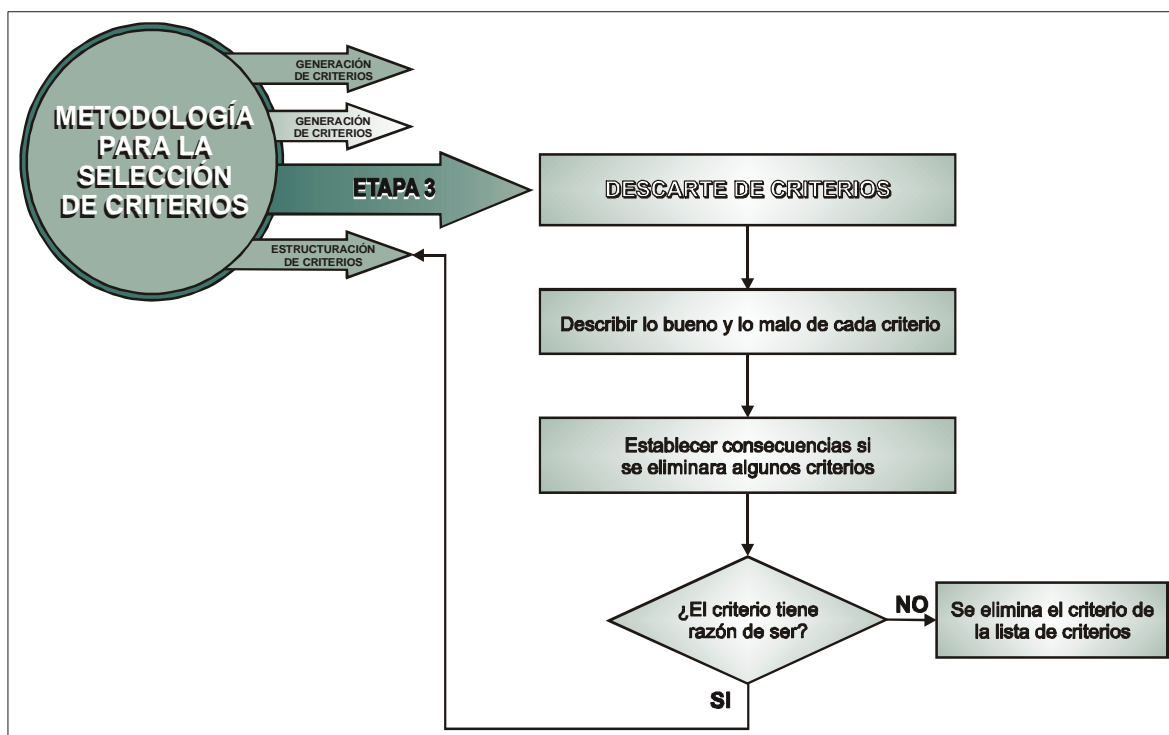 METODOLOGÍA
PARA LA
SELECCIÓN
DE CRITERIOS
GENERACIÓN
DE CRITERIOS
GENERACIÓN
DE CRITERIOS
ETAPA 3
ESTRUCTURACIÓN
DE CRITERIOS
DESCARTE DE CRITERIOS
Describir lo bueno y lo malo de cada criterio
Establecer consecuencias si
se eliminara algunos criterios
¿El criterio tiene
razón de ser?
NO
Se elimina el criterio de
la lista de criterios
SI